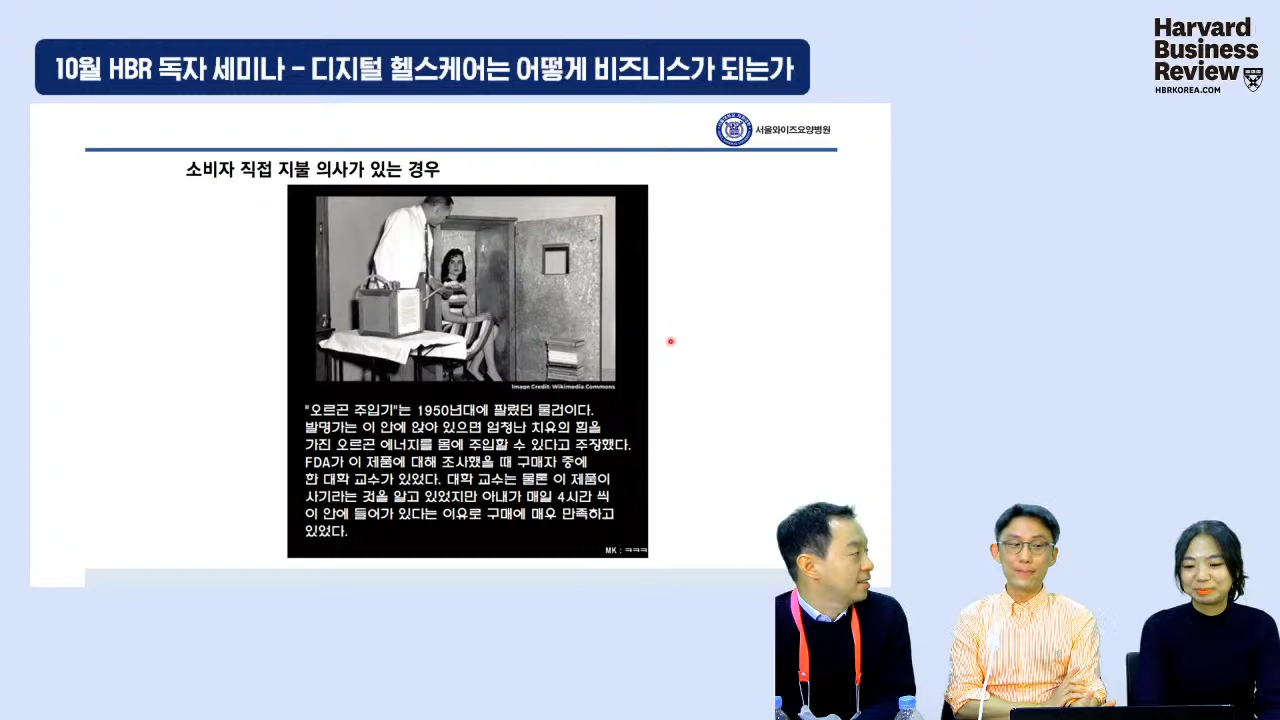 Harvard
Business
Review
HBRKOREA.COM
10월 HBR 독자 세미나 - 디지털 헬스케어는 어떻게 비즈니스가 되는가
서울와이즈요양병원
소비자 직접 지불 의사가 있는 경우
Image Credit: Wikimedia Commons
"오르곤 주입기"는 1950년대에 팔렸던 물건이다.
발명가는 이 안에 앉아 있으면 엄청난 치유의 힘을
가진 오르곤 에너지를 몸에 주입할 수 있다고 주장했다.
FDA가 이 제품에 대해 조사했을 때 구매자 중에
한 대학 교수가 있었다. 대학 교수는 물론 이 제품이
사기라는 것을 알고 있었지만 아내가 매일 4시간 씩
이 안에 들어가 있다는 이유로 구매에 매우 만족하고
있었다.
MK : ㅋㅋㅋ